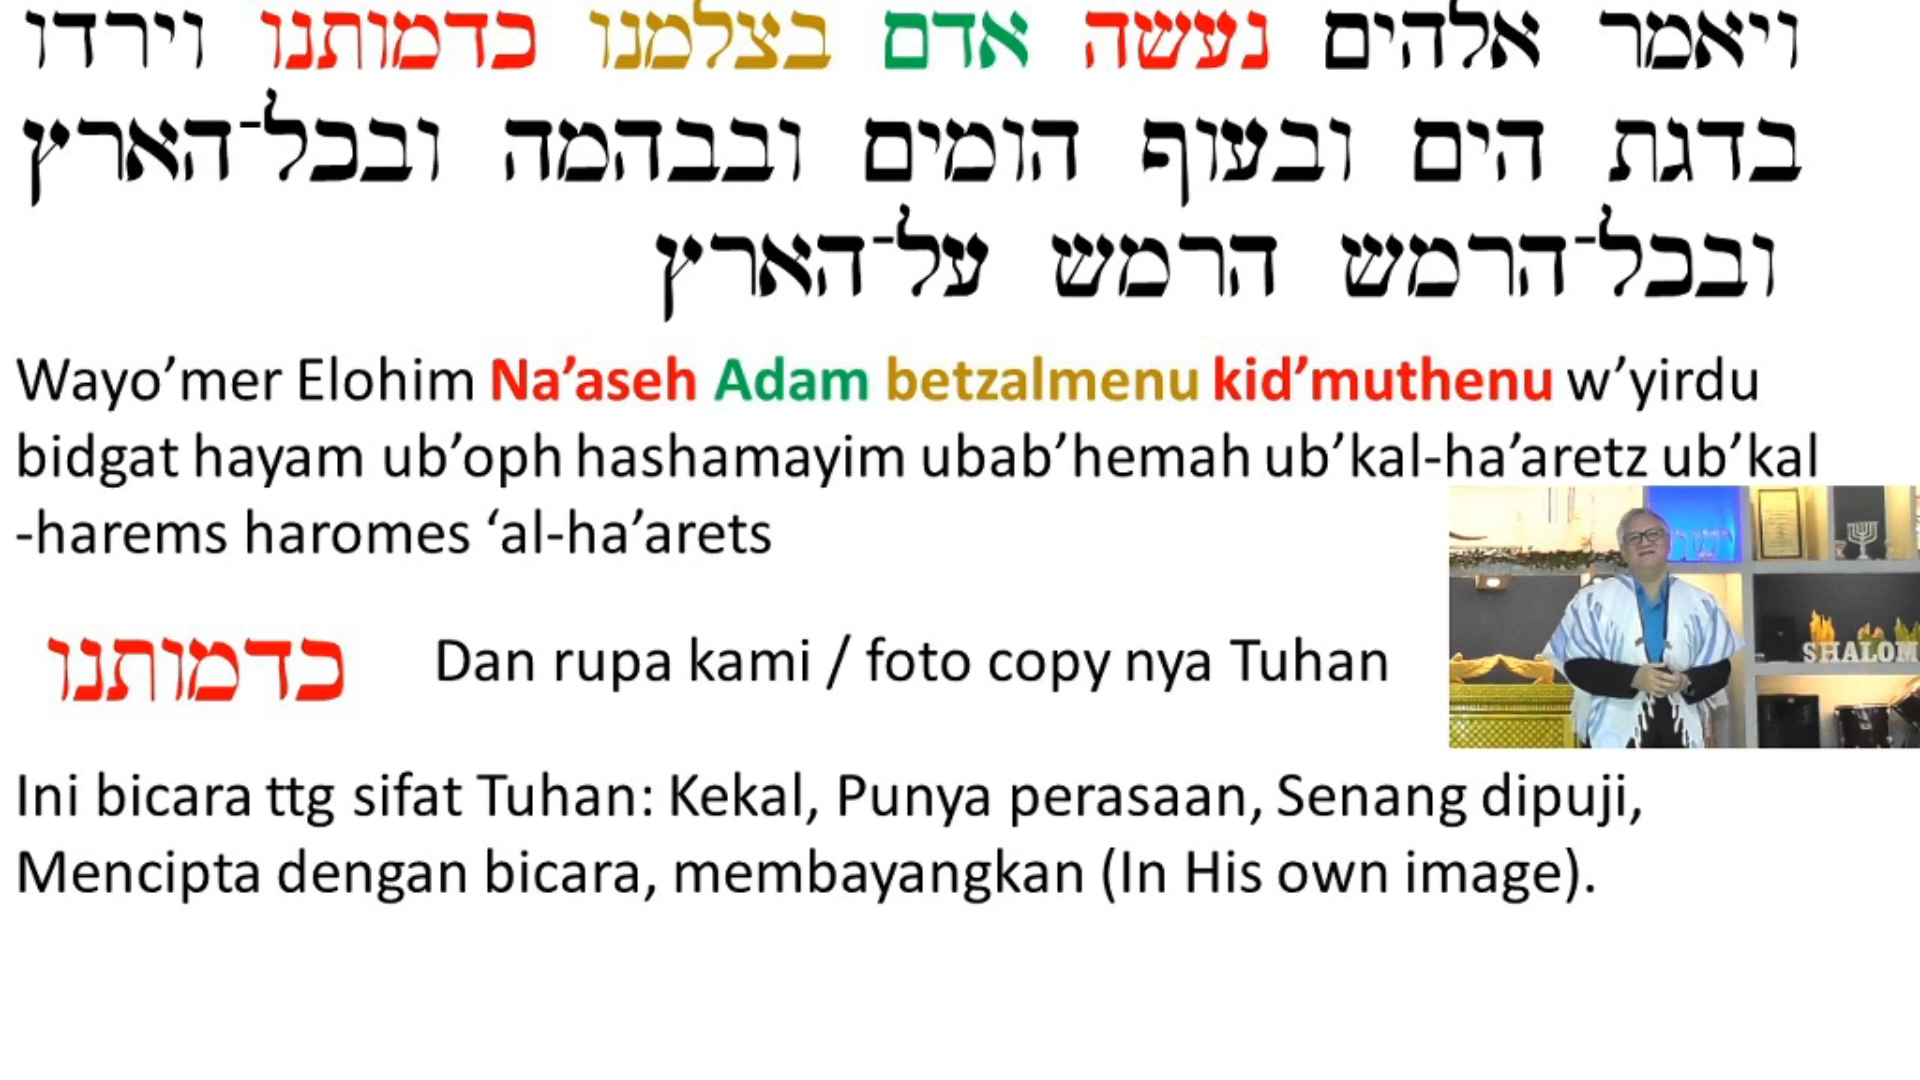 ויאמר אלהים נעשה אדם בצלמנו כדמותנו וירדו
בדגת הים ובעוף הומים ובבהמה ובכל־הארץ
ובכל־הרמש הרמש על־הארץ
Wayo’mer Elohim Na’aseh Adam betzalmenu kid’muthenu w’yirdu
bidgat hayam ub’oph hashamayim ubab’hemah ub’kal-ha’aretz ub’kal
-harems haromes ‘al-ha’arets
כדמותנו Dan rupa kami / foto copy nya Tuhan
SHALOM
Ini bicara ttg sifat Tuhan: Kekal, Punya perasaan, Senang dipuji,
Mencipta dengan bicara, membayangkan (In His own image).